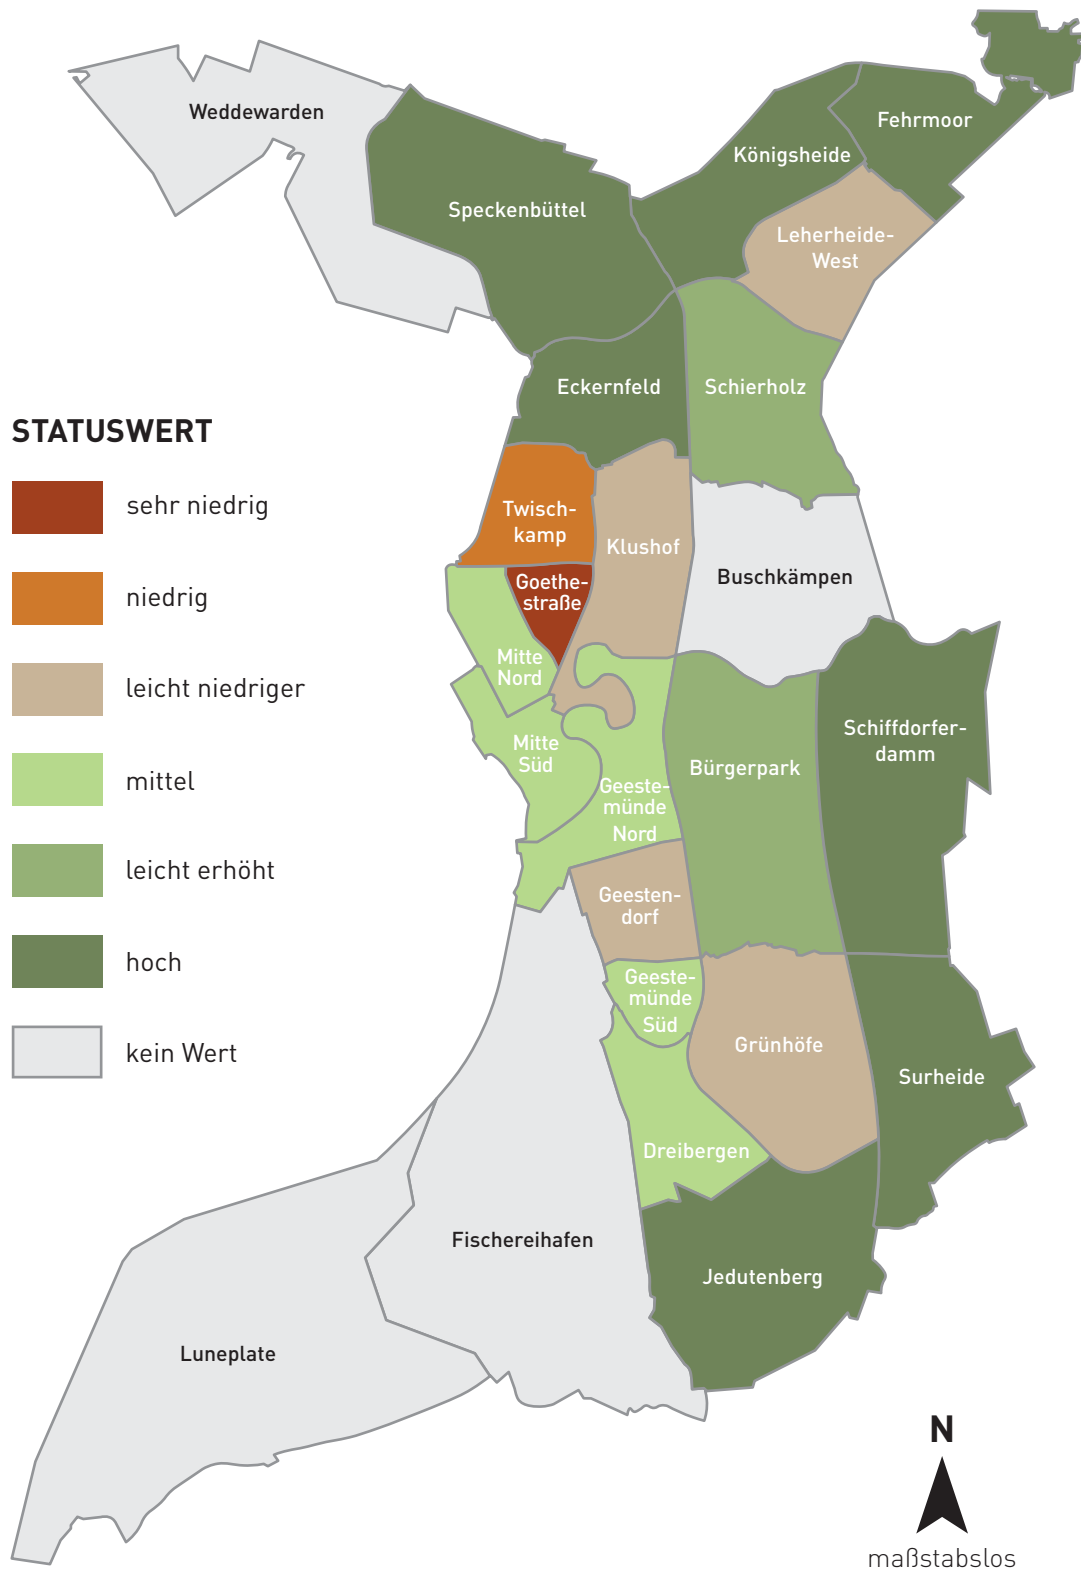 Weddewarden
Fehrmoor
Königsheide
Speckenbüttel
Leherheide-
West
Eckernfeld
Schierholz
STATUSWERT
sehr niedrig
niedrig
leicht niedriger
mittel
leicht erhöht
hoch
kein Wert
Twisch-
kamp
Klushof
Goethe-
straße
Buschkämpen
Mitte
Nord
Mitte
Süd
Schiffdorfer-
damm
Bürgerpark
Geeste-
münde
Nord
Geesten-
dorf
Geeste-
münde
Süd
Grünhöfe
Surheide
Dreibergen
Fischereihafen
Jedutenberg
Luneplate
N
maßstabslos